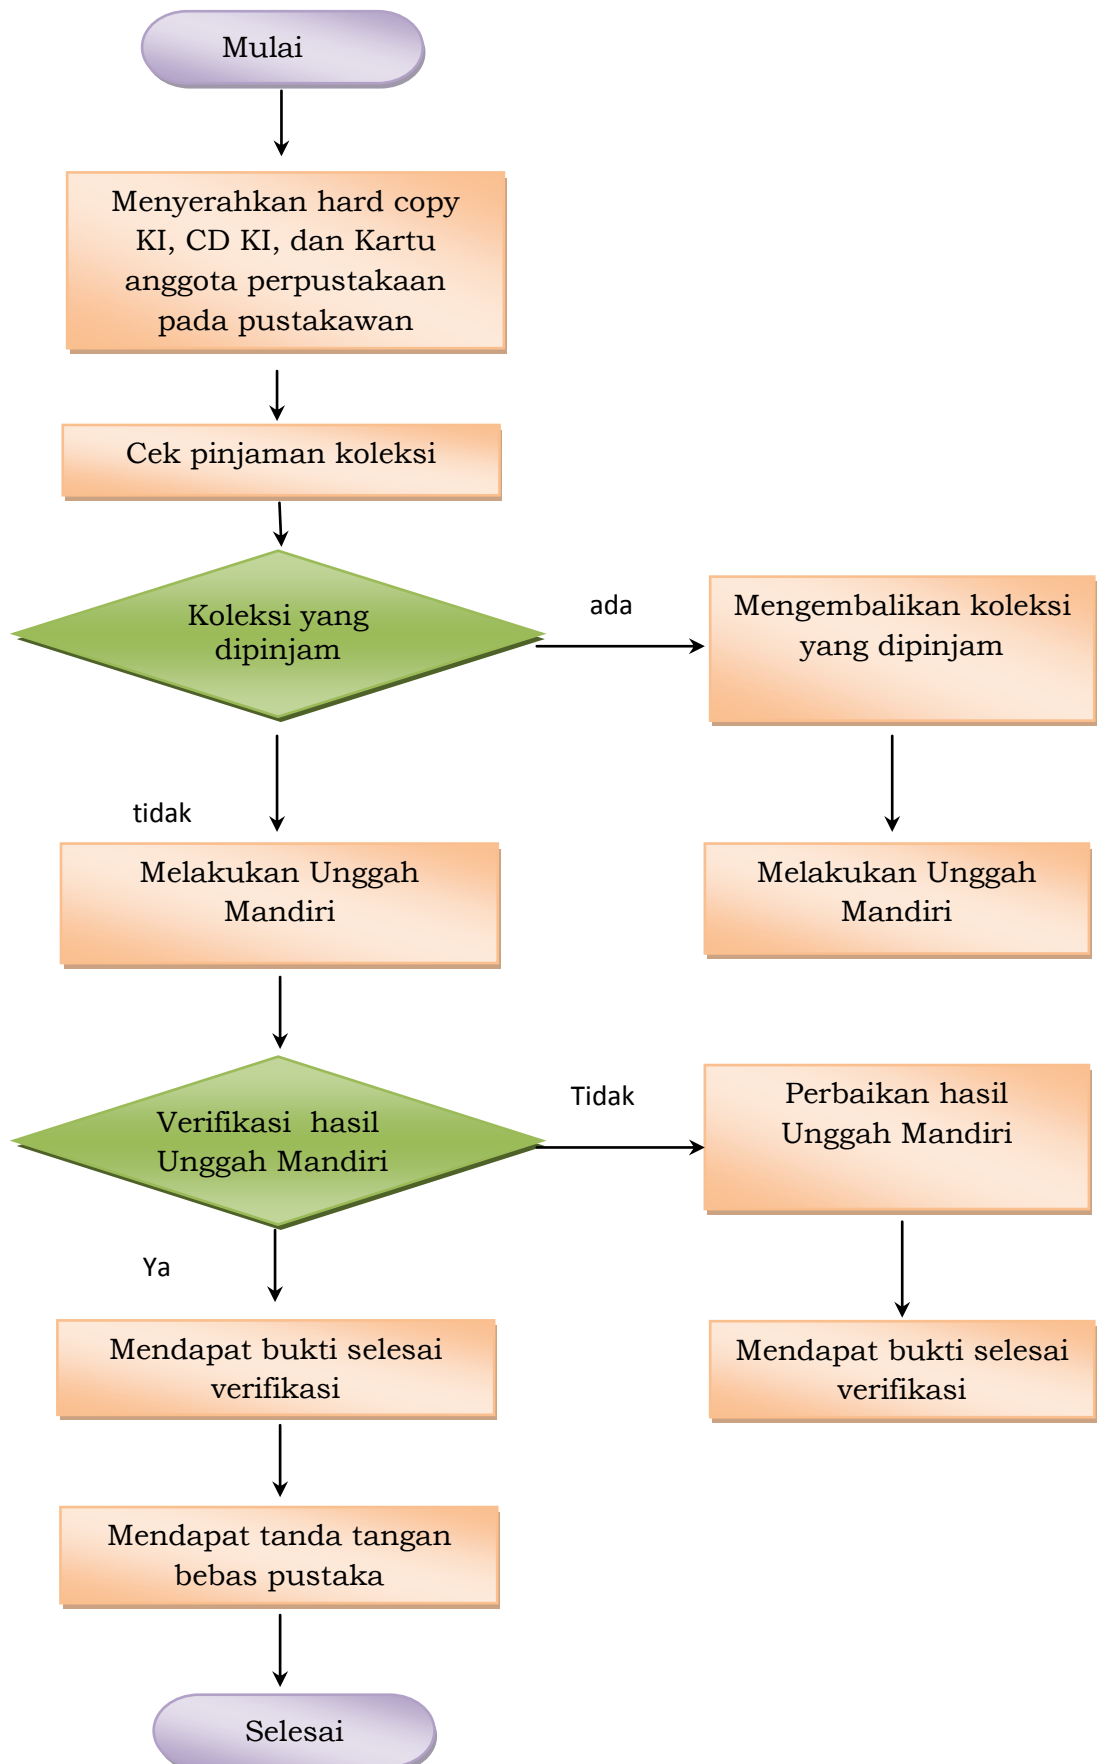 Mulai
Menyerahkan hard copy
KI, CD KI, dan Kartu
anggota perpustakaan
pada pustakawan
Cek pinjaman koleksi
Koleksi yang
dipinjam
ada
Mengembalikan koleksi
yang dipinjam
tidak
Melakukan Unggah
Mandiri
Melakukan Unggah
Mandiri
Verifikasi  hasil
Unggah Mandiri
Tidak
Perbaikan hasil
Unggah Mandiri
Ya
Mendapat bukti selesai
verifikasi
Mendapat bukti selesai
verifikasi
Mendapat tanda tangan
bebas pustaka
Selesai